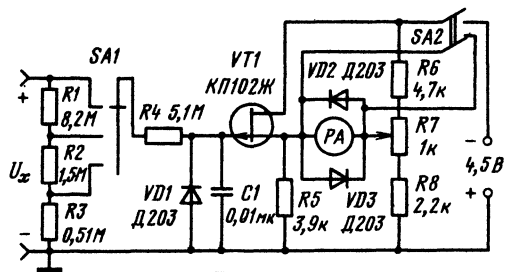 SA1
VT1
КП102Ж
SA2
+
R1
8,2М
R4 5,1М
VD2 Д203
R6
4,7к
PA
R7
1к
Uх
R2
1,5М
−
4,5В
+
VD1
Д203
C1
0,01мк
R5
3,9к
VD3
Д203
R8
2,2к
−
R3
0,51М